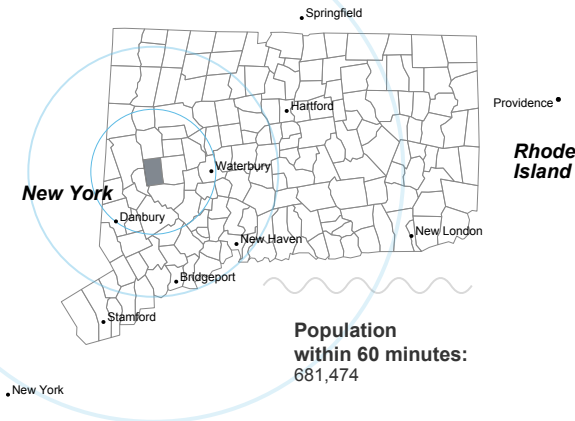 Springfield
Hartford
Providence
Rhode
Island
Waterbury
New York
Danbury
New London
New Haven
Bridgeport
Stamford
Population
within 60 minutes:
681,474
New York